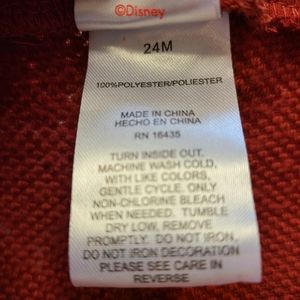 ©Disney
24M
100%POLYESTER/POLIESTER
MADE IN CHINA
HECHO EN CHINA
RN 16435
TURN INSIDE OUT.
MACHINE WASH COLD,
WITH LIKE COLORS,
GENTLE CYCLE. ONLY
NON-CHLORINE BLEACH
WHEN NEEDED. TUMBLE
DRY LOW, REMOVE
PROMPTLY. DO NOT IRON.
DO NOT IRON DECORATION
PLEASE SEE CARE IN
REVERSE